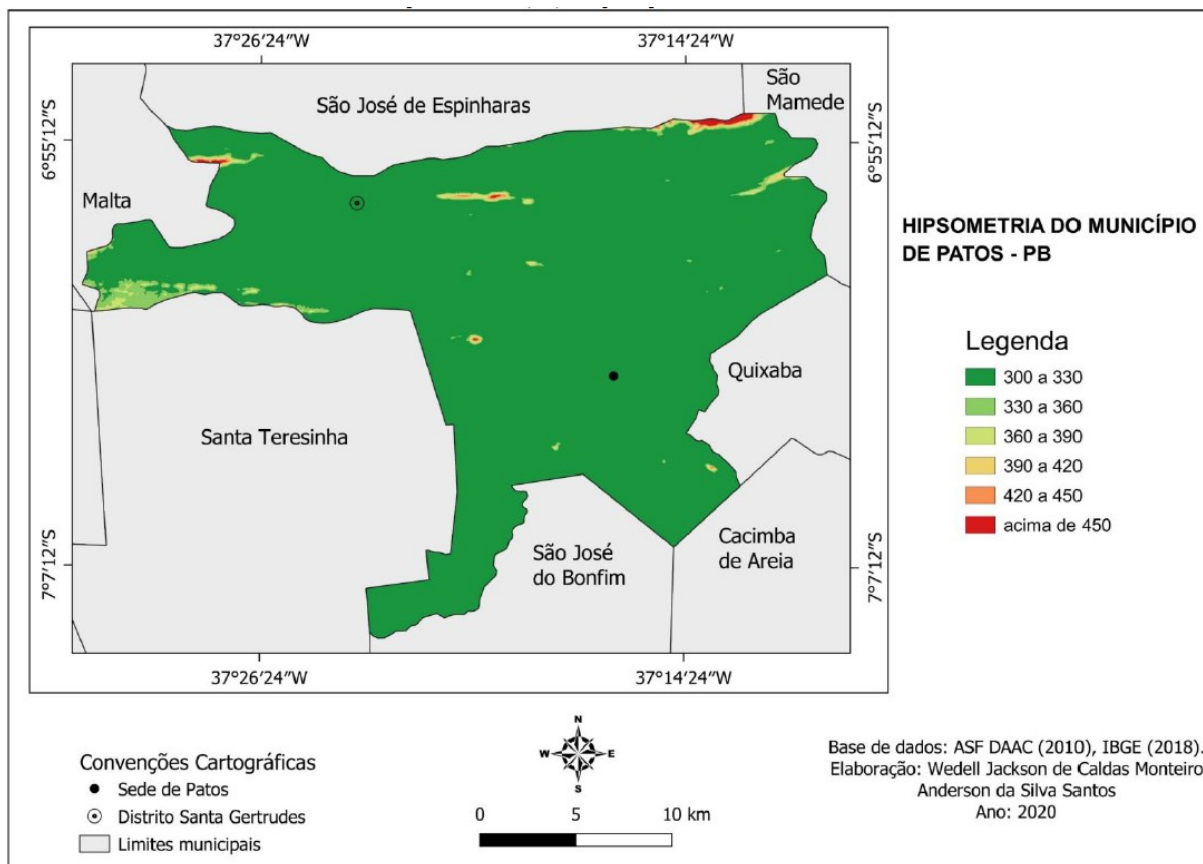 37°26'24"W
37°14'24"W
São José de Espinharas
São
Mamede
6°55'12"S
6°55'12"S
Malta
HIPSOMETRIA DO MUNICÍPIO
DE PATOS - PB
Legenda
300 a 330
330 a 360
360 a 390
390 a 420
420 a 450
acima de 450
Quixaba
Santa Teresinha
São José
do Bonfim
Cacimba
de Areia
7°7'12"S
7°7'12"S
37°26'24"W
37°14'24"W
Convenções Cartográficas
Sede de Patos
Distrito Santa Gertrudes
Limites municipais
N
W
E
S
0 5 10 km
Base de dados: ASF DAAC (2010), IBGE (2018).
Elaboração: Wedell Jackson de Caldas Monteiro
Anderson da Silva Santos
Ano: 2020